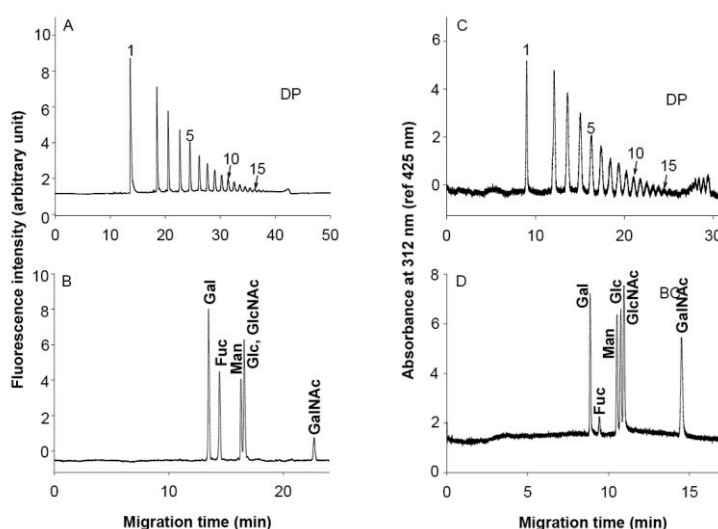 A
DP
1
5
10
15
10
8
6
4
2
0
0 10 20 30 40 50
C
DP
1
5
10
15
6
4
2
0
0 10 20 30
Fluorescence intensity (arbitrary unit)
Absorbance at 312 nm (ref 425 nm)
B
Gal
Fuc
Man
Glc, GlcNAc
GalNAc
10
8
6
4
2
0
0 10 20
Migration time (min)
D
BG
Gal
Fuc
Man
Glc
GlcNAc
GalNAc
8
6
4
2
0
0 5 10 15
Migration time (min)